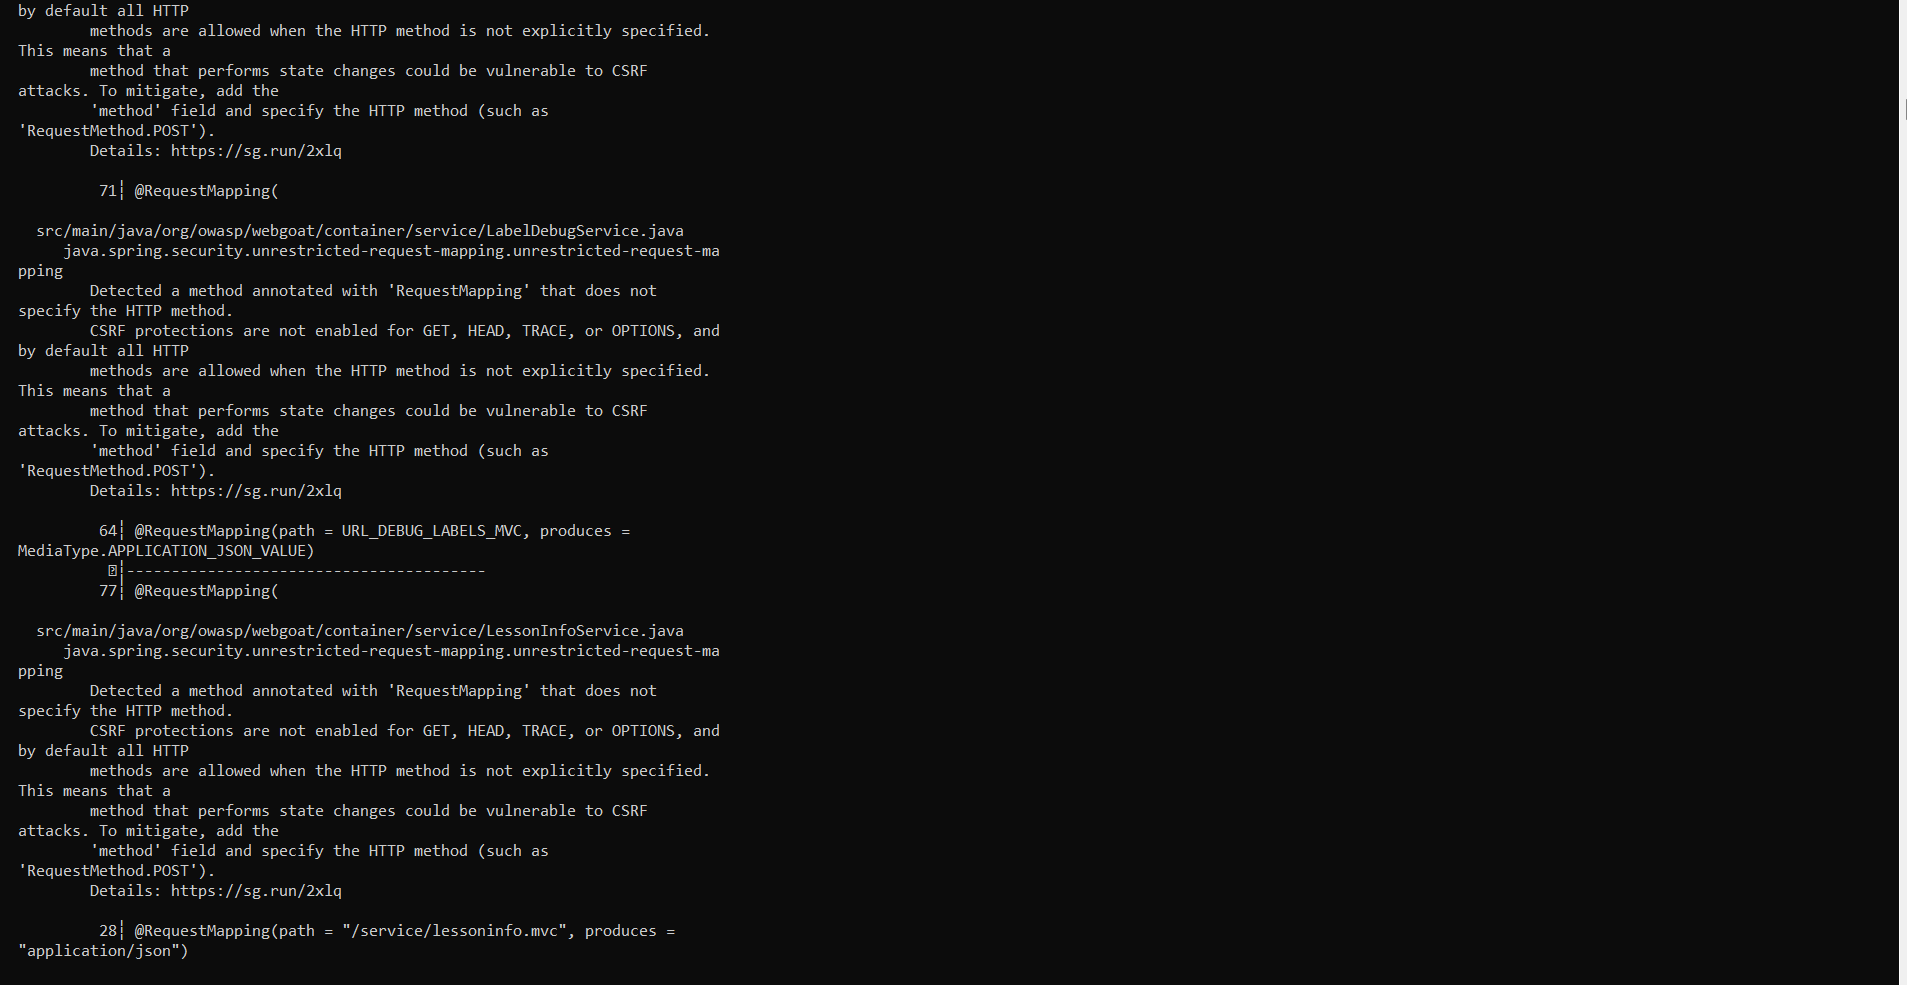 by default all HTTP
        methods are allowed when the HTTP method is not explicitly specified.
This means that a
        method that performs state changes could be vulnerable to CSRF
attacks. To mitigate, add the
        'method' field and specify the HTTP method (such as
'RequestMethod.POST').
        Details: https://sg.run/2xlq

         71¦ @RequestMapping(

  src/main/java/org/owasp/webgoat/container/service/LabelDebugService.java
     java.spring.security.unrestricted-request-mapping.unrestricted-request-ma
pping
        Detected a method annotated with 'RequestMapping' that does not
specify the HTTP method.
        CSRF protections are not enabled for GET, HEAD, TRACE, or OPTIONS, and
by default all HTTP
        methods are allowed when the HTTP method is not explicitly specified.
This means that a
        method that performs state changes could be vulnerable to CSRF
attacks. To mitigate, add the
        'method' field and specify the HTTP method (such as
'RequestMethod.POST').
        Details: https://sg.run/2xlq

         64¦ @RequestMapping(path = URL_DEBUG_LABELS_MVC, produces =
MediaType.APPLICATION_JSON_VALUE)
          ⍰¦----------------------------------------
         77¦ @RequestMapping(

  src/main/java/org/owasp/webgoat/container/service/LessonInfoService.java
     java.spring.security.unrestricted-request-mapping.unrestricted-request-ma
pping
        Detected a method annotated with 'RequestMapping' that does not
specify the HTTP method.
        CSRF protections are not enabled for GET, HEAD, TRACE, or OPTIONS, and
by default all HTTP
        methods are allowed when the HTTP method is not explicitly specified.
This means that a
        method that performs state changes could be vulnerable to CSRF
attacks. To mitigate, add the
        'method' field and specify the HTTP method (such as
'RequestMethod.POST').
        Details: https://sg.run/2xlq

         28¦ @RequestMapping(path = "/service/lessoninfo.mvc", produces =
"application/json")